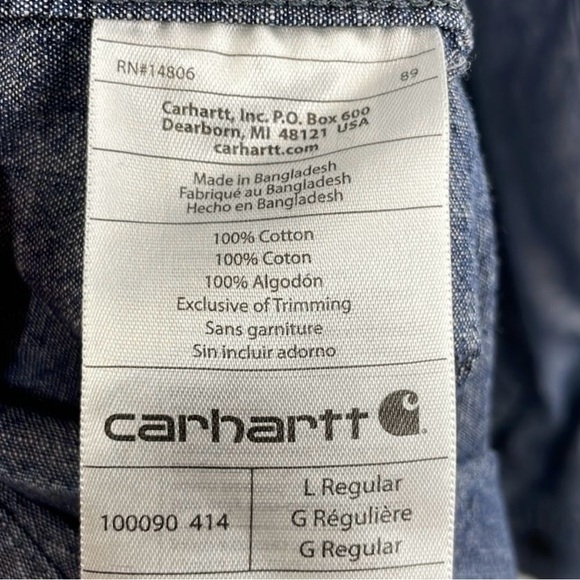 RN#14806 89
Carhartt, Inc. P.O. Box 600
Dearborn, MI 48121 USA
carhartt.com
Made in Bangladesh
Fabriqué au Bangladesh
Hecho en Bangladesh
100% Cotton
100% Coton
100% Algodón
Exclusive of Trimming
Sans garniture
Sin incluir adorno
carhartt
100090 414
L Regular
G Régulière
G Regular